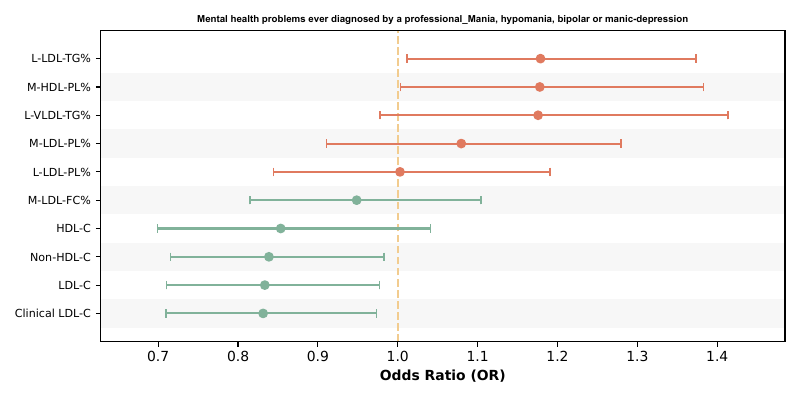 Mental health problems ever diagnosed by a professional_Mania, hypomania, bipolar or manic-depression
L-LDL-TG%
M-HDL-PL%
L-VLDL-TG%
M-LDL-PL%
L-LDL-PL%
M-LDL-FC%
HDL-C
Non-HDL-C
LDL-C
Clinical LDL-C
0.7 0.8 0.9 1.0 1.1 1.2 1.3 1.4
Odds Ratio (OR)